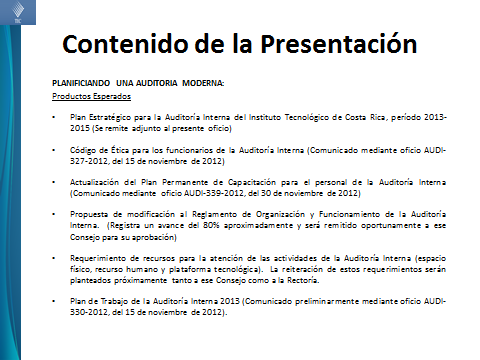 Contenido de la Presentación
PLANIFICIANDO UNA AUDITORIA MODERNA:
Productos Esperados
• Plan Estratégico para la Auditoría Interna del Instituto Tecnológico de Costa Rica, período 2013-
2015 (Se remite adjunto al presente oficio)
• Código de Ética para los funcionarios de la Auditoría Interna (Comunicado mediante oficio AUDI-
327-2012, del 15 de noviembre de 2012)
• Actualización del Plan Permanente de Capacitación para el personal de la Auditoría Interna
(Comunicado mediante oficio AUDI-339-2012, del 30 de noviembre de 2012)
• Propuesta de modificación al Reglamento de Organización y Funcionamiento de la Auditoría
Interna. (Registra un avance del 80% aproximadamente y será remitido oportunamente a ese
Consejo para su aprobación)
• Requerimiento de recursos para la atención de las actividades de la Auditoría Interna (espacio
físico, recurso humano y plataforma tecnológica). La reiteración de estos requerimientos serán
planteados próximamente tanto a ese Consejo como a la Rectoría.
• Plan de Trabajo de la Auditoría Interna 2013 (Comunicado preliminarmente mediante oficio AUDI-
330-2012, del 15 de noviembre de 2012).